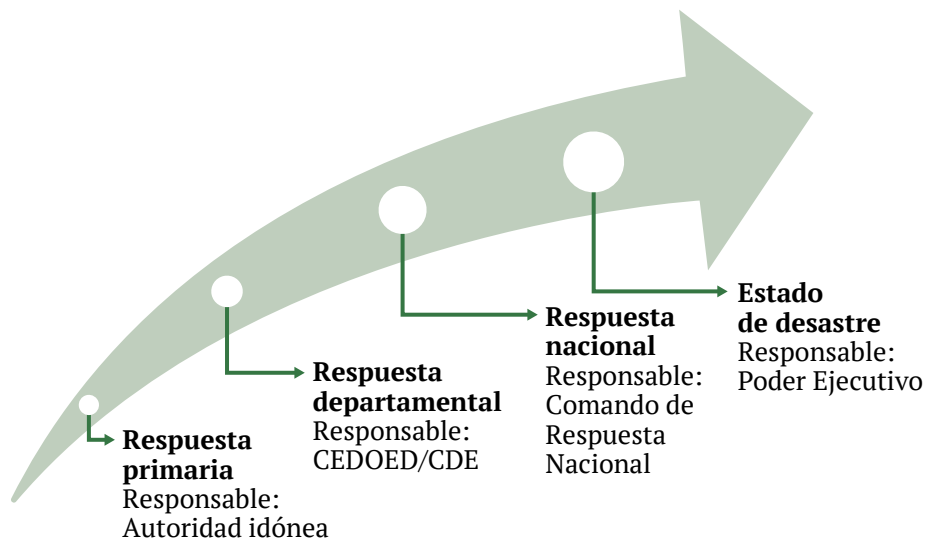 Respuesta
primaria
Responsable:
Autoridad idónea
Respuesta
departamental
Responsable:
CEDOED/CDE
Respuesta
nacional
Responsable:
Comando de
Respuesta
Nacional
Estado
de desastre
Responsable:
Poder Ejecutivo